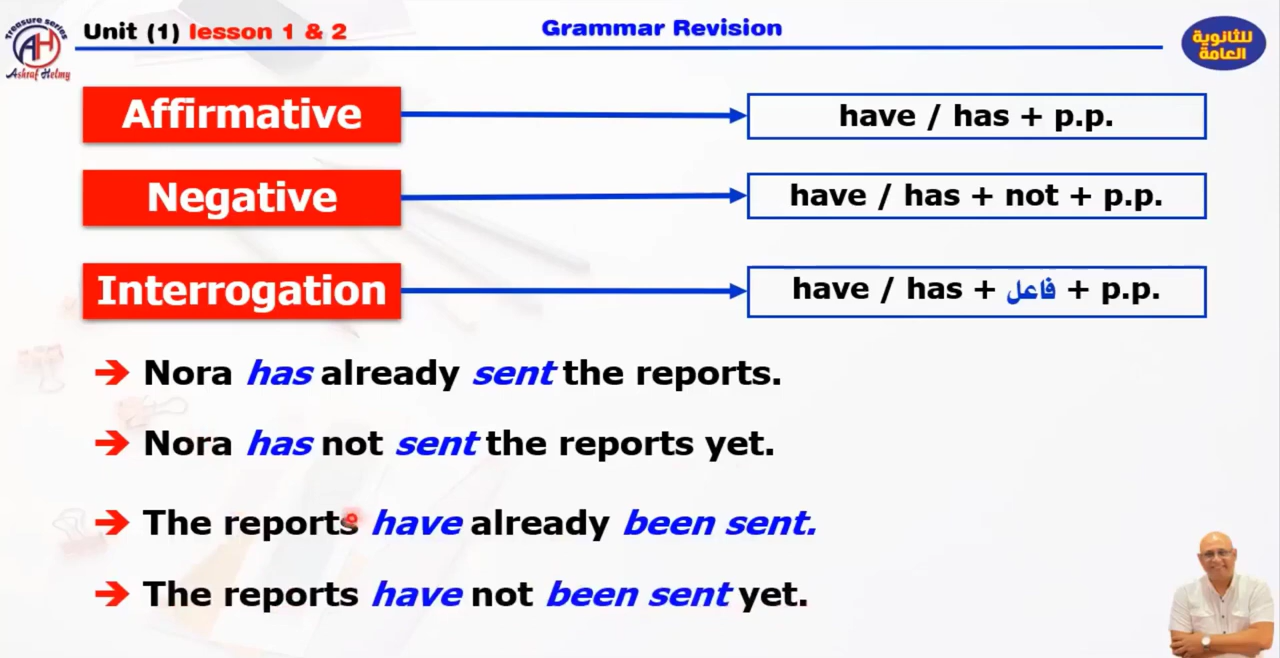 Treasure series
AH
Ashraf Helmy
Unit (1) lesson 1 & 2
Grammar Revision
للثانوية
العامة
Affirmative
have / has + p.p.
Negative
have / has + not + p.p.
Interrogation
have / has + فاعل + p.p.
➔ Nora has already sent the reports.
➔ Nora has not sent the reports yet.
➔ The reports have already been sent.
➔ The reports have not been sent yet.